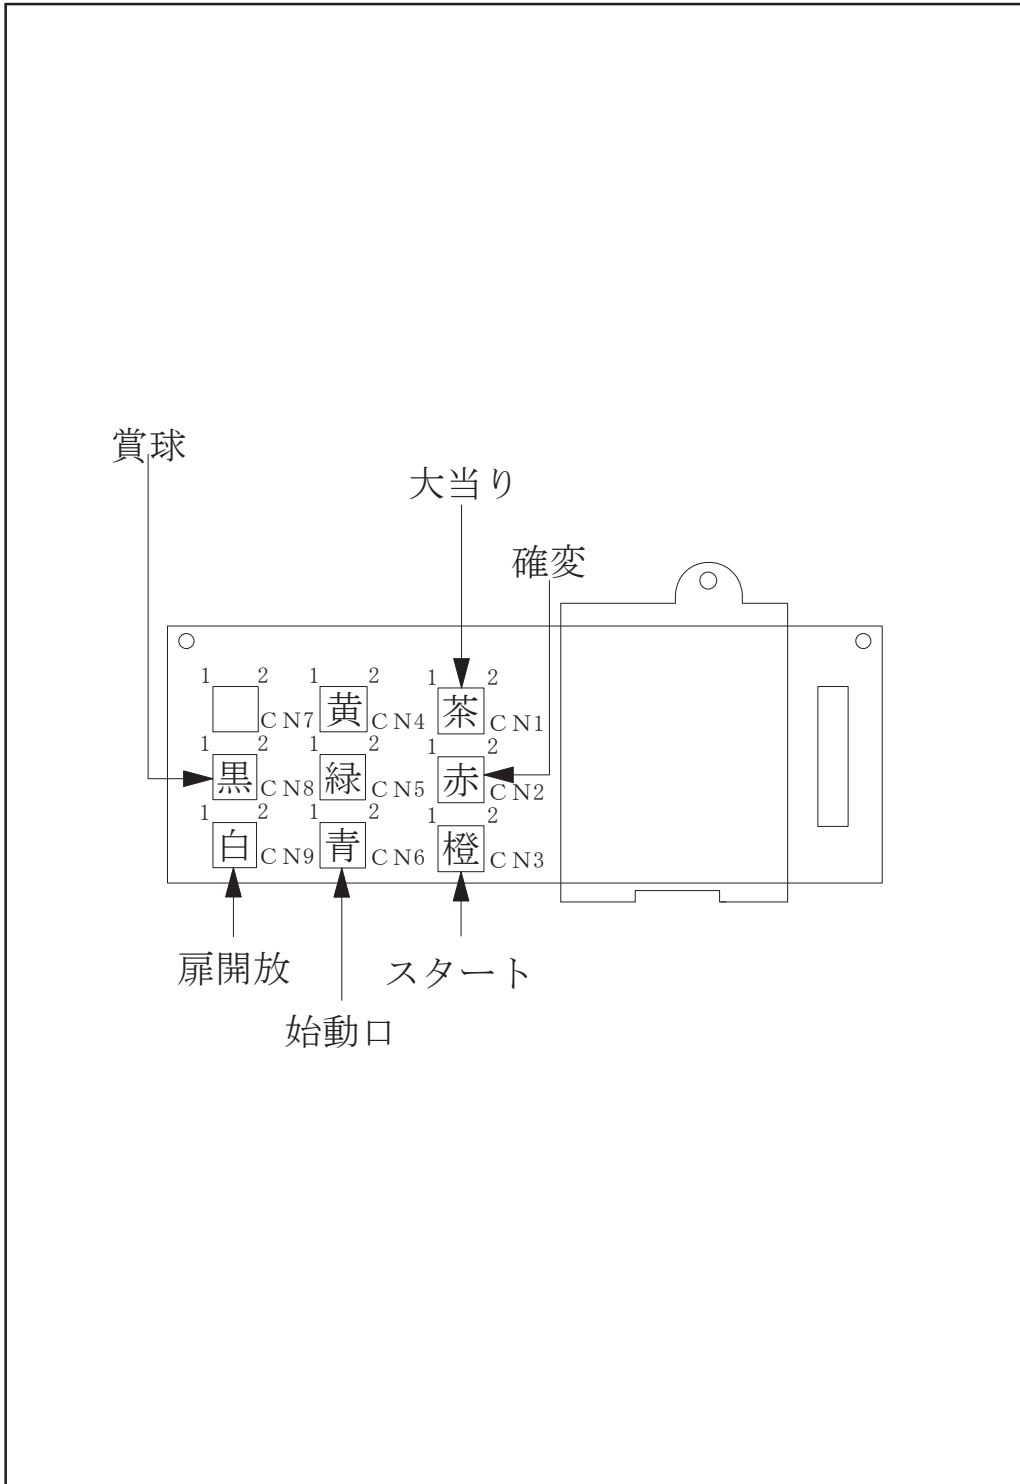 賞球
大当り
確変
1 2 1 2 1 2
CN7 黄 CN4 茶 CN1
1 2 1 2 1 2
黒 CN8 緑 CN5 赤 CN2
1 2 1 2 1 2
白 CN9 青 CN6 橙 CN3
扉開放
スタート
始動口